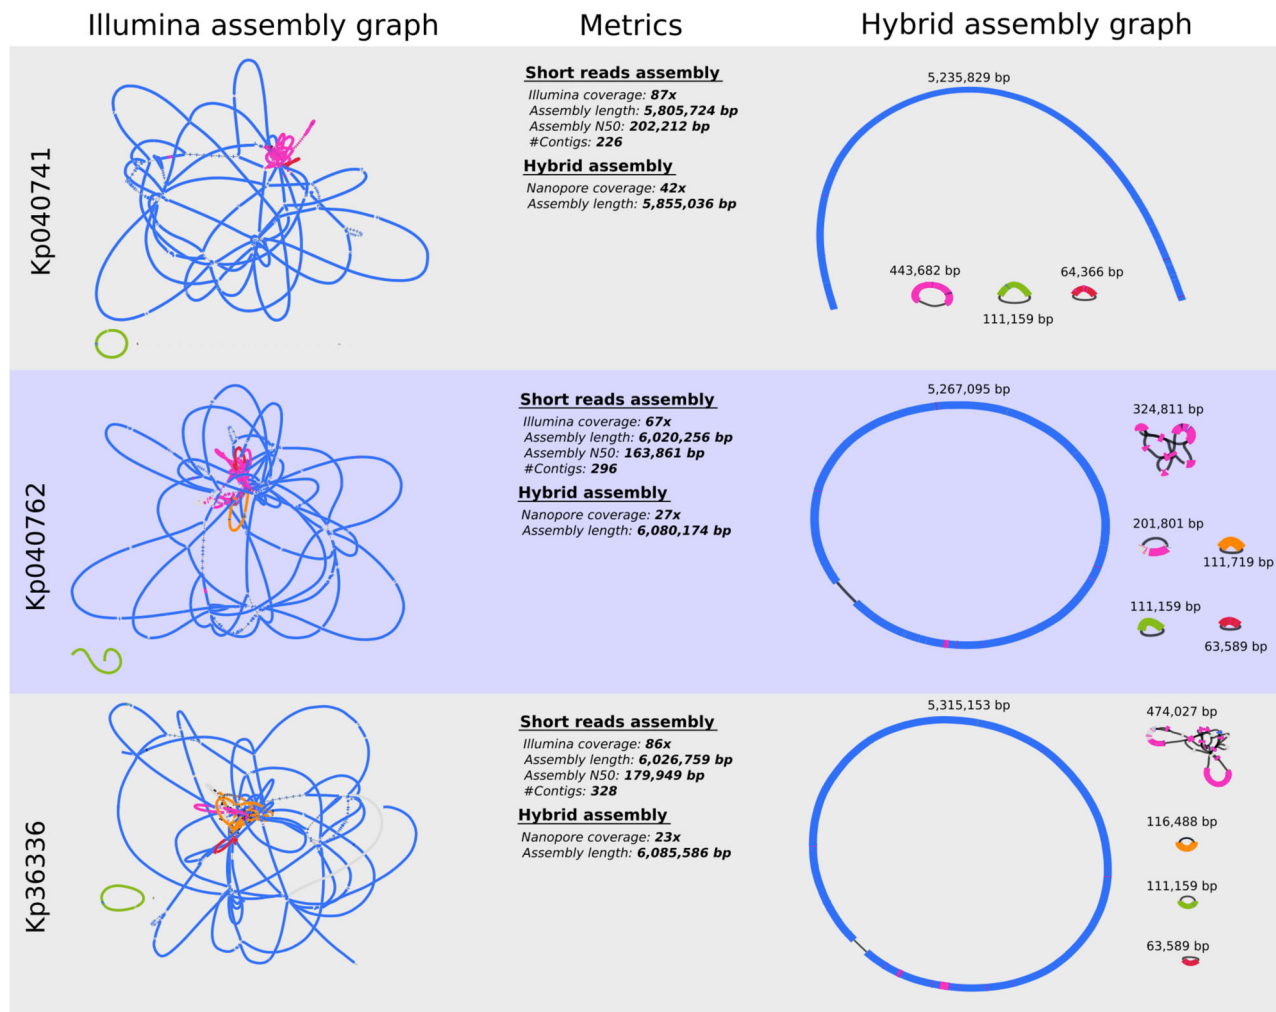 Illumina assembly graph
Metrics
Hybrid assembly graph
Kp040741
Short reads assembly
Illumina coverage: 87x
Assembly length: 5,805,724 bp
Assembly N50: 202,212 bp
#Contigs: 226
Hybrid assembly
Nanopore coverage: 42x
Assembly length: 5,855,036 bp
5,235,829 bp
443,682 bp
64,366 bp
111,159 bp
Kp040762
Short reads assembly
Illumina coverage: 67x
Assembly length: 6,020,256 bp
Assembly N50: 163,861 bp
#Contigs: 296
Hybrid assembly
Nanopore coverage: 27x
Assembly length: 6,080,174 bp
5,267,095 bp
324,811 bp
201,801 bp
111,719 bp
111,159 bp
63,589 bp
Kp36336
Short reads assembly
Illumina coverage: 86x
Assembly length: 6,026,759 bp
Assembly N50: 179,949 bp
#Contigs: 328
Hybrid assembly
Nanopore coverage: 23x
Assembly length: 6,085,586 bp
5,315,153 bp
474,027 bp
116,488 bp
111,159 bp
63,589 bp